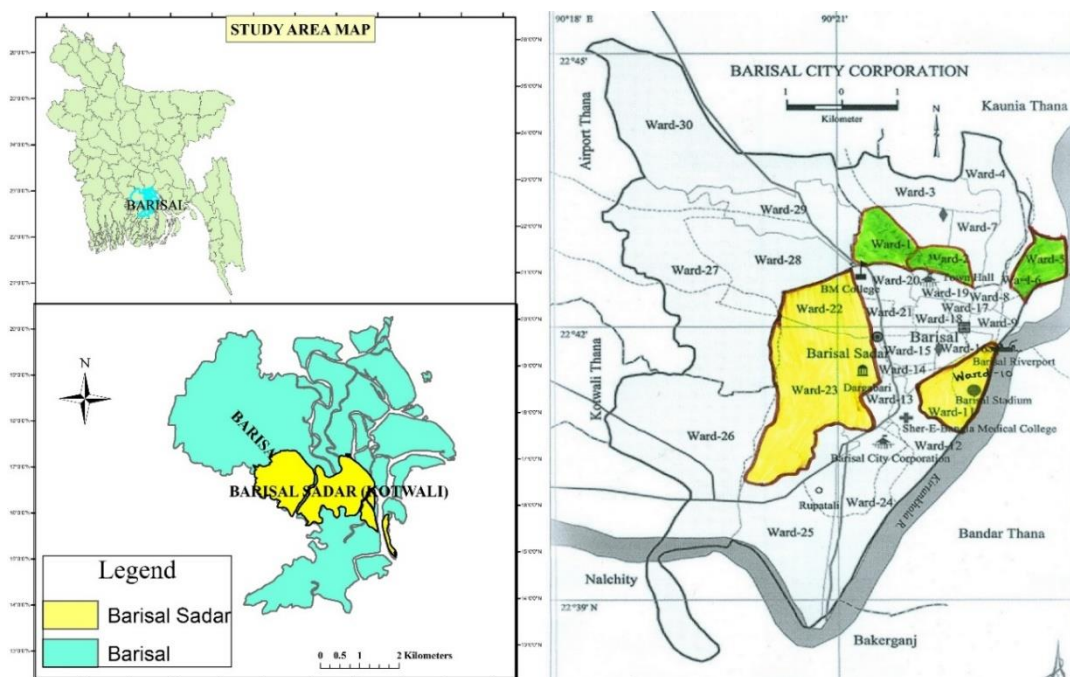 STUDY AREA MAP
BARISAL
N
BARISA
BARISAL SADAR (KOTWALI)
Legend
Barisal Sadar
Barisal
0 0.5 1 2 Kilometers
90°18' E
90°21'
22°45'
BARISAL CITY CORPORATION
1 0 1
Kilometer
N
Kaunia Thana
Airport Thana
Ward-30
Ward-4
Ward-3
Ward-29
Ward-7
Ward-1
Ward-2
Ward-5
Ward-28
Ward-27
Town Hall
Ward-6
BM College
Ward-20
Ward-19
Ward-8
Ward-17
Ward-22
Ward-21
Ward-18
Ward-9
22°42'
Barisal
Barisal Sadar
Ward-15
Ward-16
Barisal Riverport
Kotwali Thana
Ward-14
Ward-10
Ward-23
Dargabari
Ward-13
Barisal Stadium
Ward-11
Sher-E-Bangla Medical College
Ward-26
Ward-12
Barisal City Corporation
Rupatali
Ward-24
Kirtankhola R.
Ward-25
Bandar Thana
Nalchity
22°39' N
Bakerganj